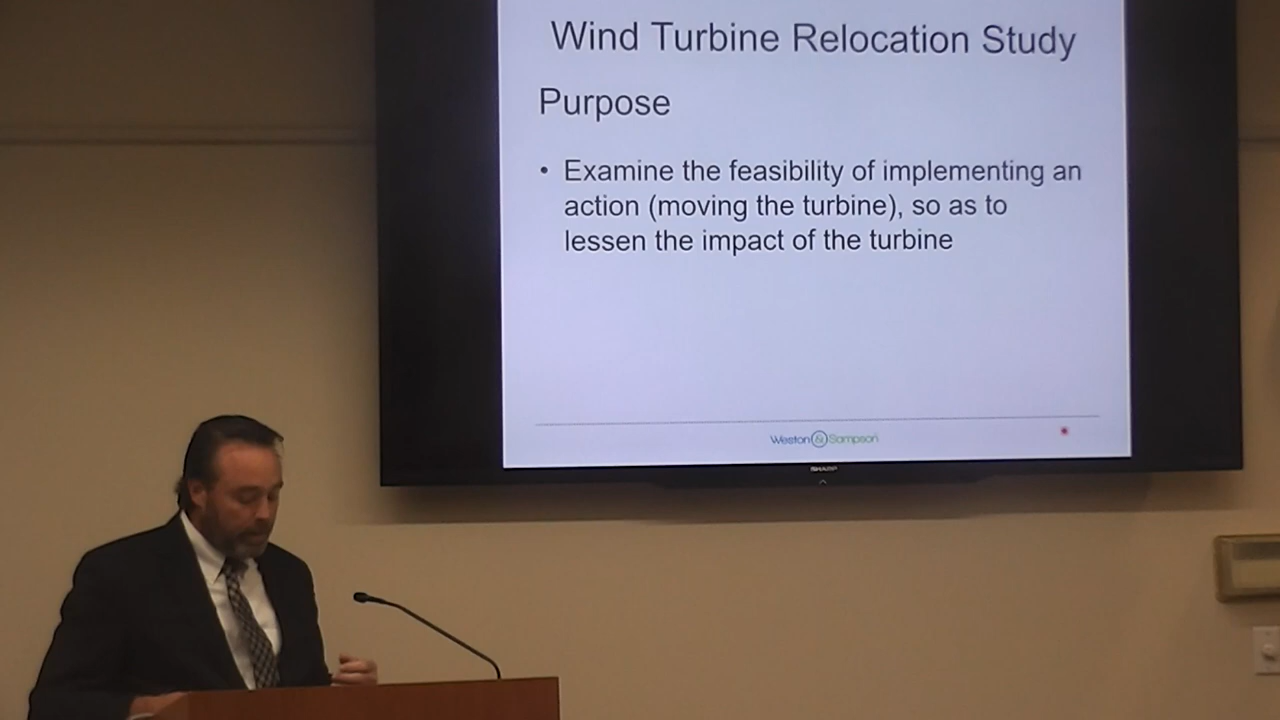 Wind Turbine Relocation Study
Purpose
• Examine the feasibility of implementing an
action (moving the turbine), so as to
lessen the impact of the turbine
Weston & Sampson
SHARP